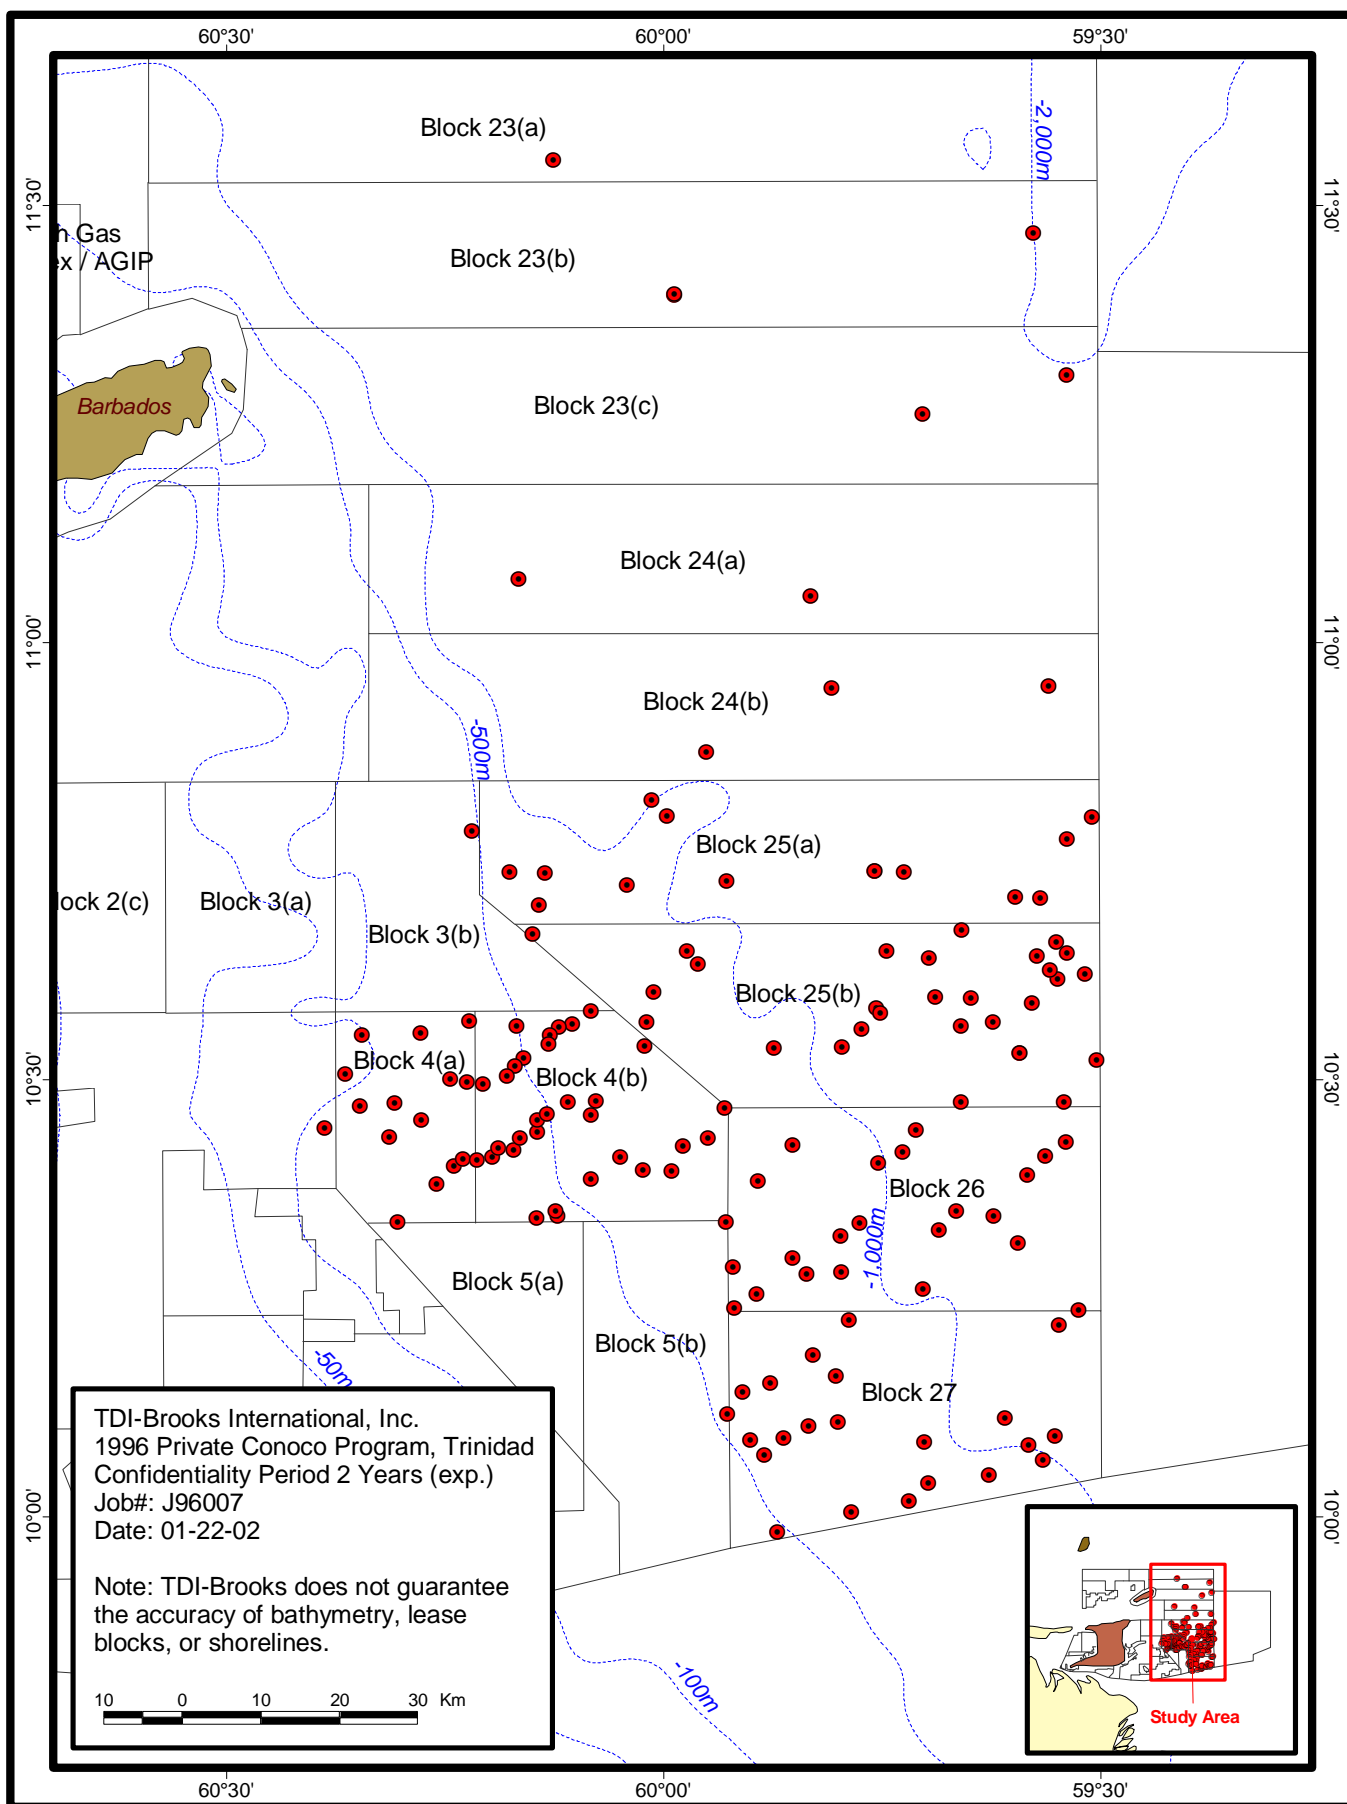 60°30'
60°00'
59°30'
Block 23(a)
-2,000m
11°30'
11°30'
h Gas
ex / AGIP
Block 23(b)
Barbados
Block 23(c)
Block 24(a)
11°00'
11°00'
Block 24(b)
-500m
Block 25(a)
lock 2(c)
Block 3(a)
Block 3(b)
Block 25(b)
Block 4(a)
Block 4(b)
10°30'
10°30'
Block 26
-1,000m
Block 5(a)
Block 5(b)
-50m
Block 27
TDI-Brooks International, Inc.
1996 Private Conoco Program, Trinidad
Confidentiality Period 2 Years (exp.)
Job#: J96007
Date: 01-22-02
Note: TDI-Brooks does not guarantee
the accuracy of bathymetry, lease
blocks, or shorelines.
10 0 10 20 30 Km
10°00'
10°00'
-100m
Study Area
60°30'
60°00'
59°30'